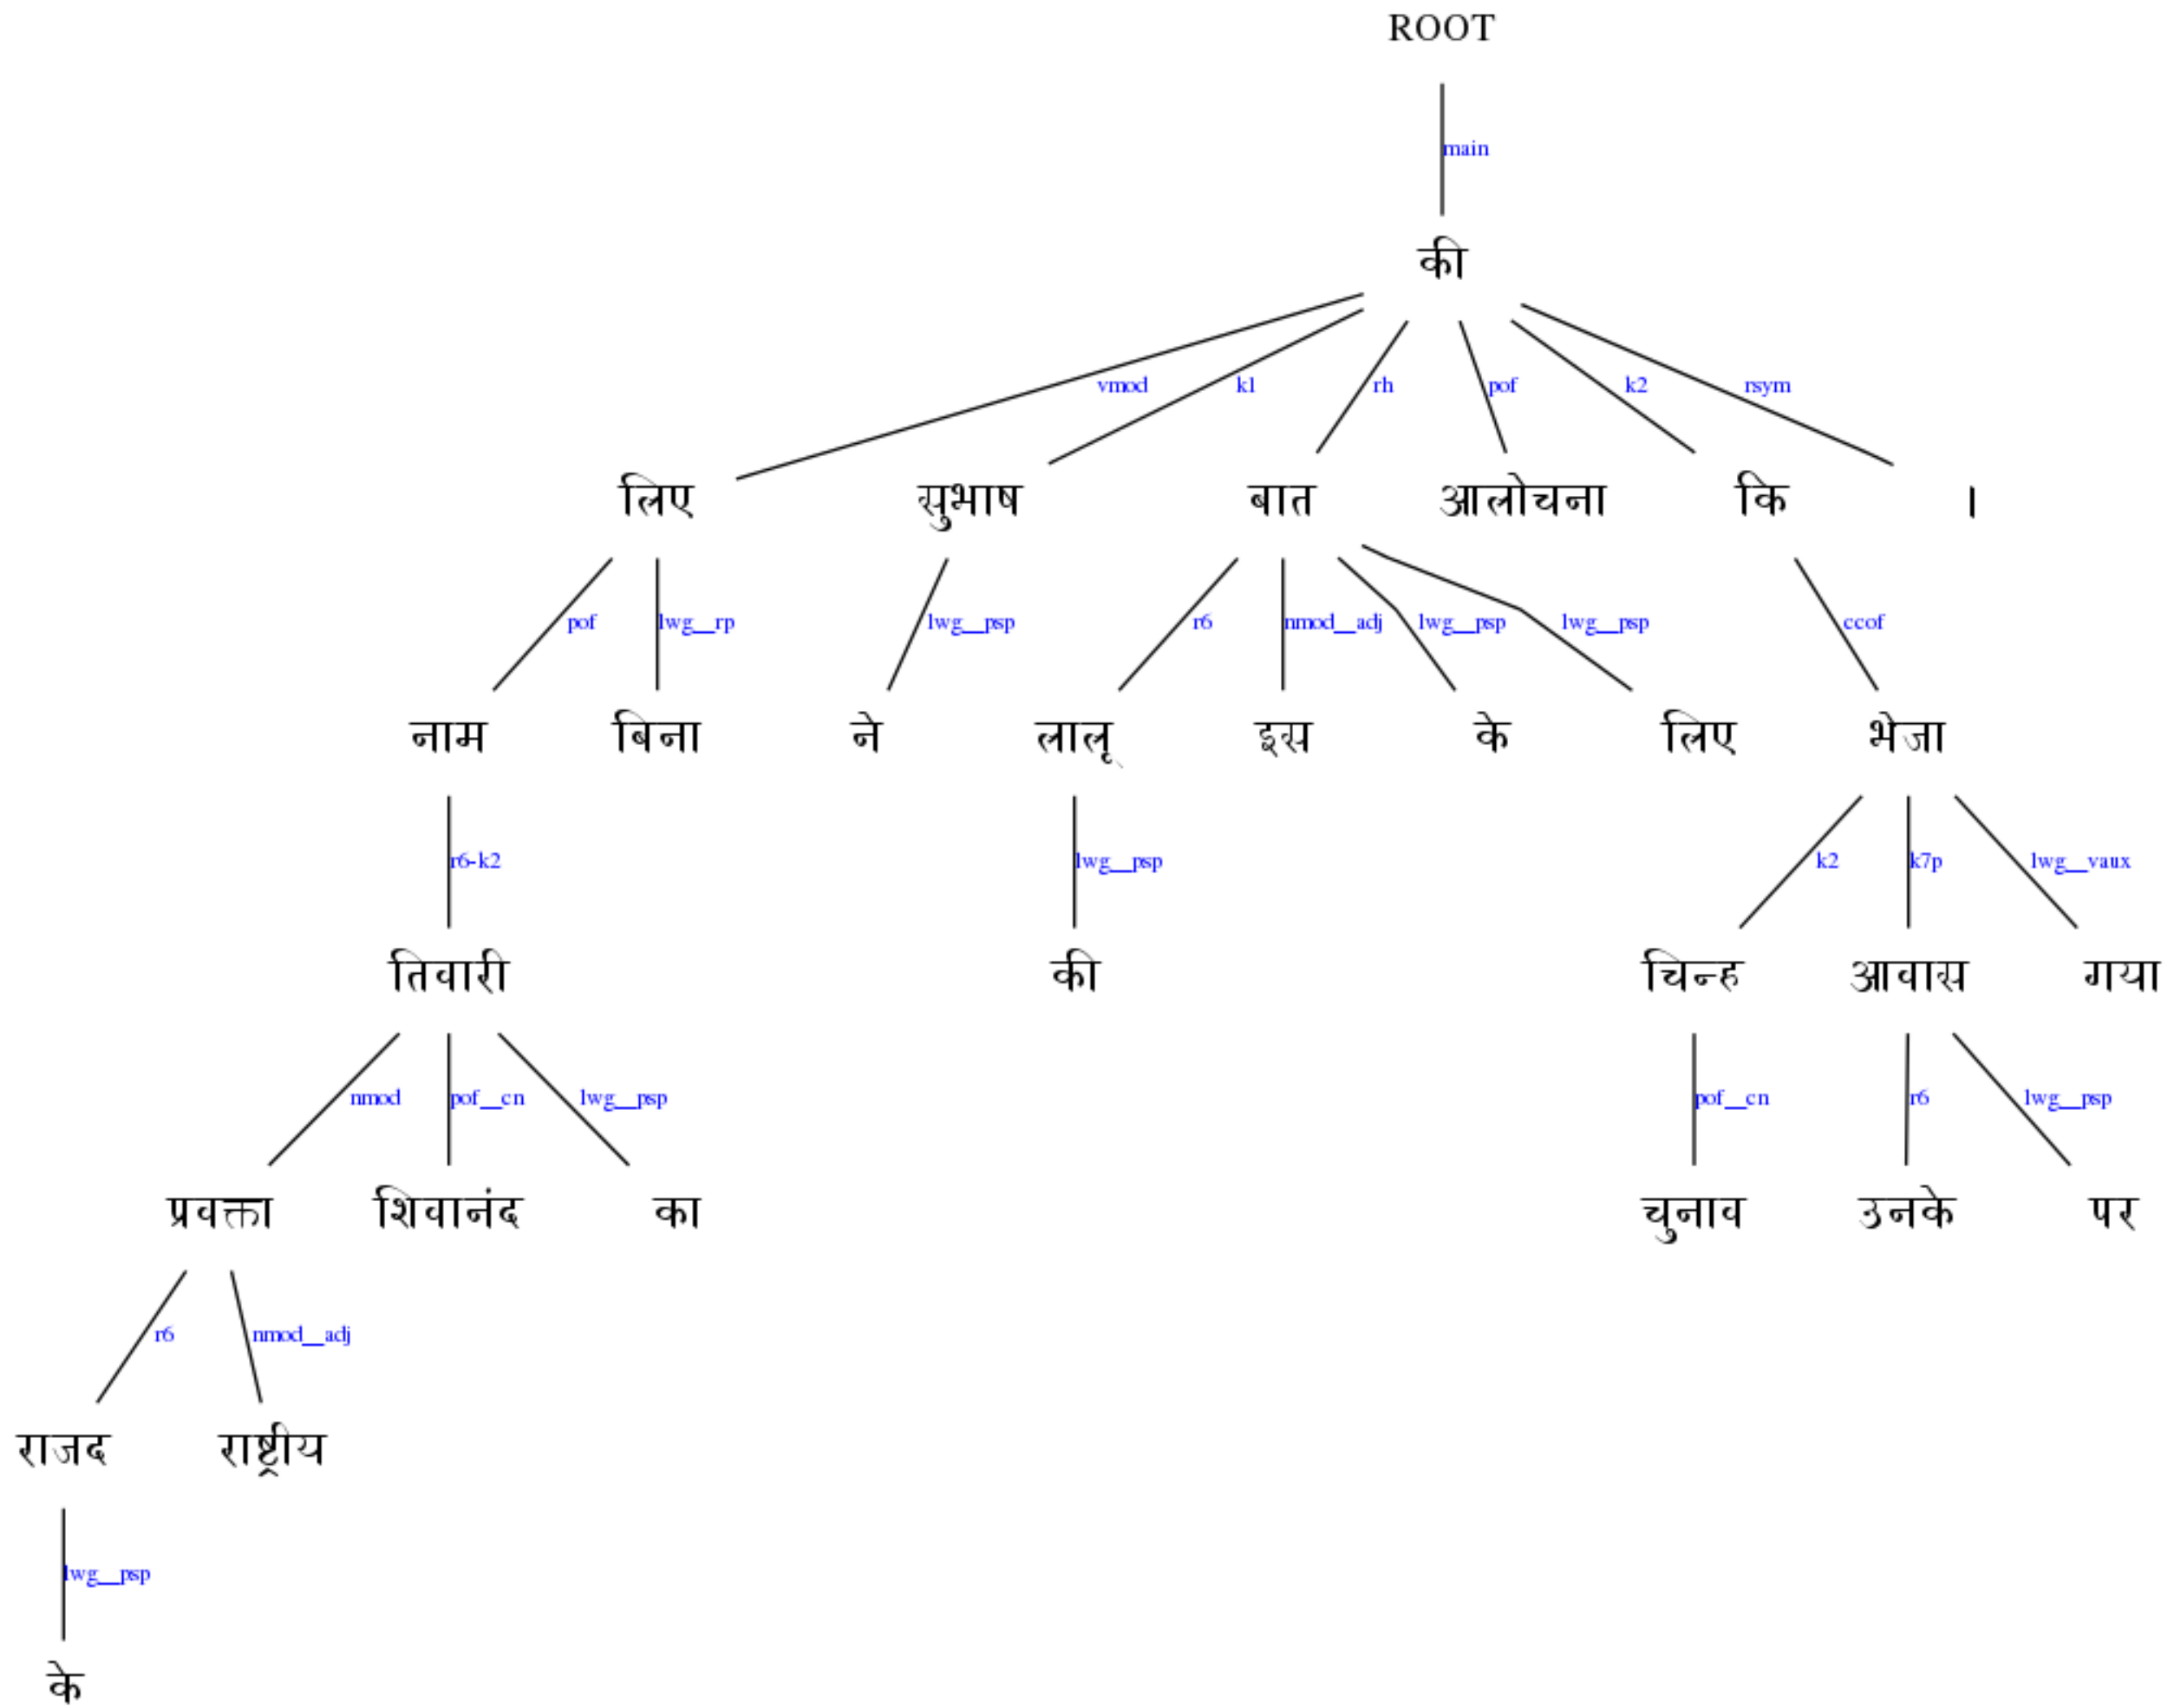 ROOT
main
की
vmod k1 rh pof k2 rsym
लिए सुभाष बात आलोचना कि ।
pof lwg__rp lwg__psp r6 nmod__adj lwg__psp lwg__psp ccof
नाम बिना ने लालू इस के लिए भेजा
r6-k2 lwg__psp k2 k7p lwg__vaux
तिवारी की चिन्ह आवास गया
nmod pof__cn lwg__psp pof__cn r6 lwg__psp
प्रवक्ता शिवानंद का चुनाव उनके पर
r6 nmod__adj
राजद राष्ट्रीय
lwg__psp
के